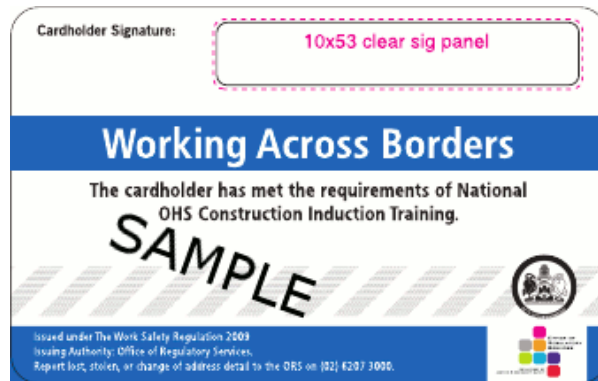 Cardholder Signature:
10x53 clear sig panel
Working Across Borders
The cardholder has met the requirements of National
OHS Construction Induction Training.
SAMPLE
Issued under The Work Safety Regulation 2009
Issuing Authority: Office of Regulatory Services.
Report lost, stolen, or change of address detail to the ORS on (02) 6207 3000.